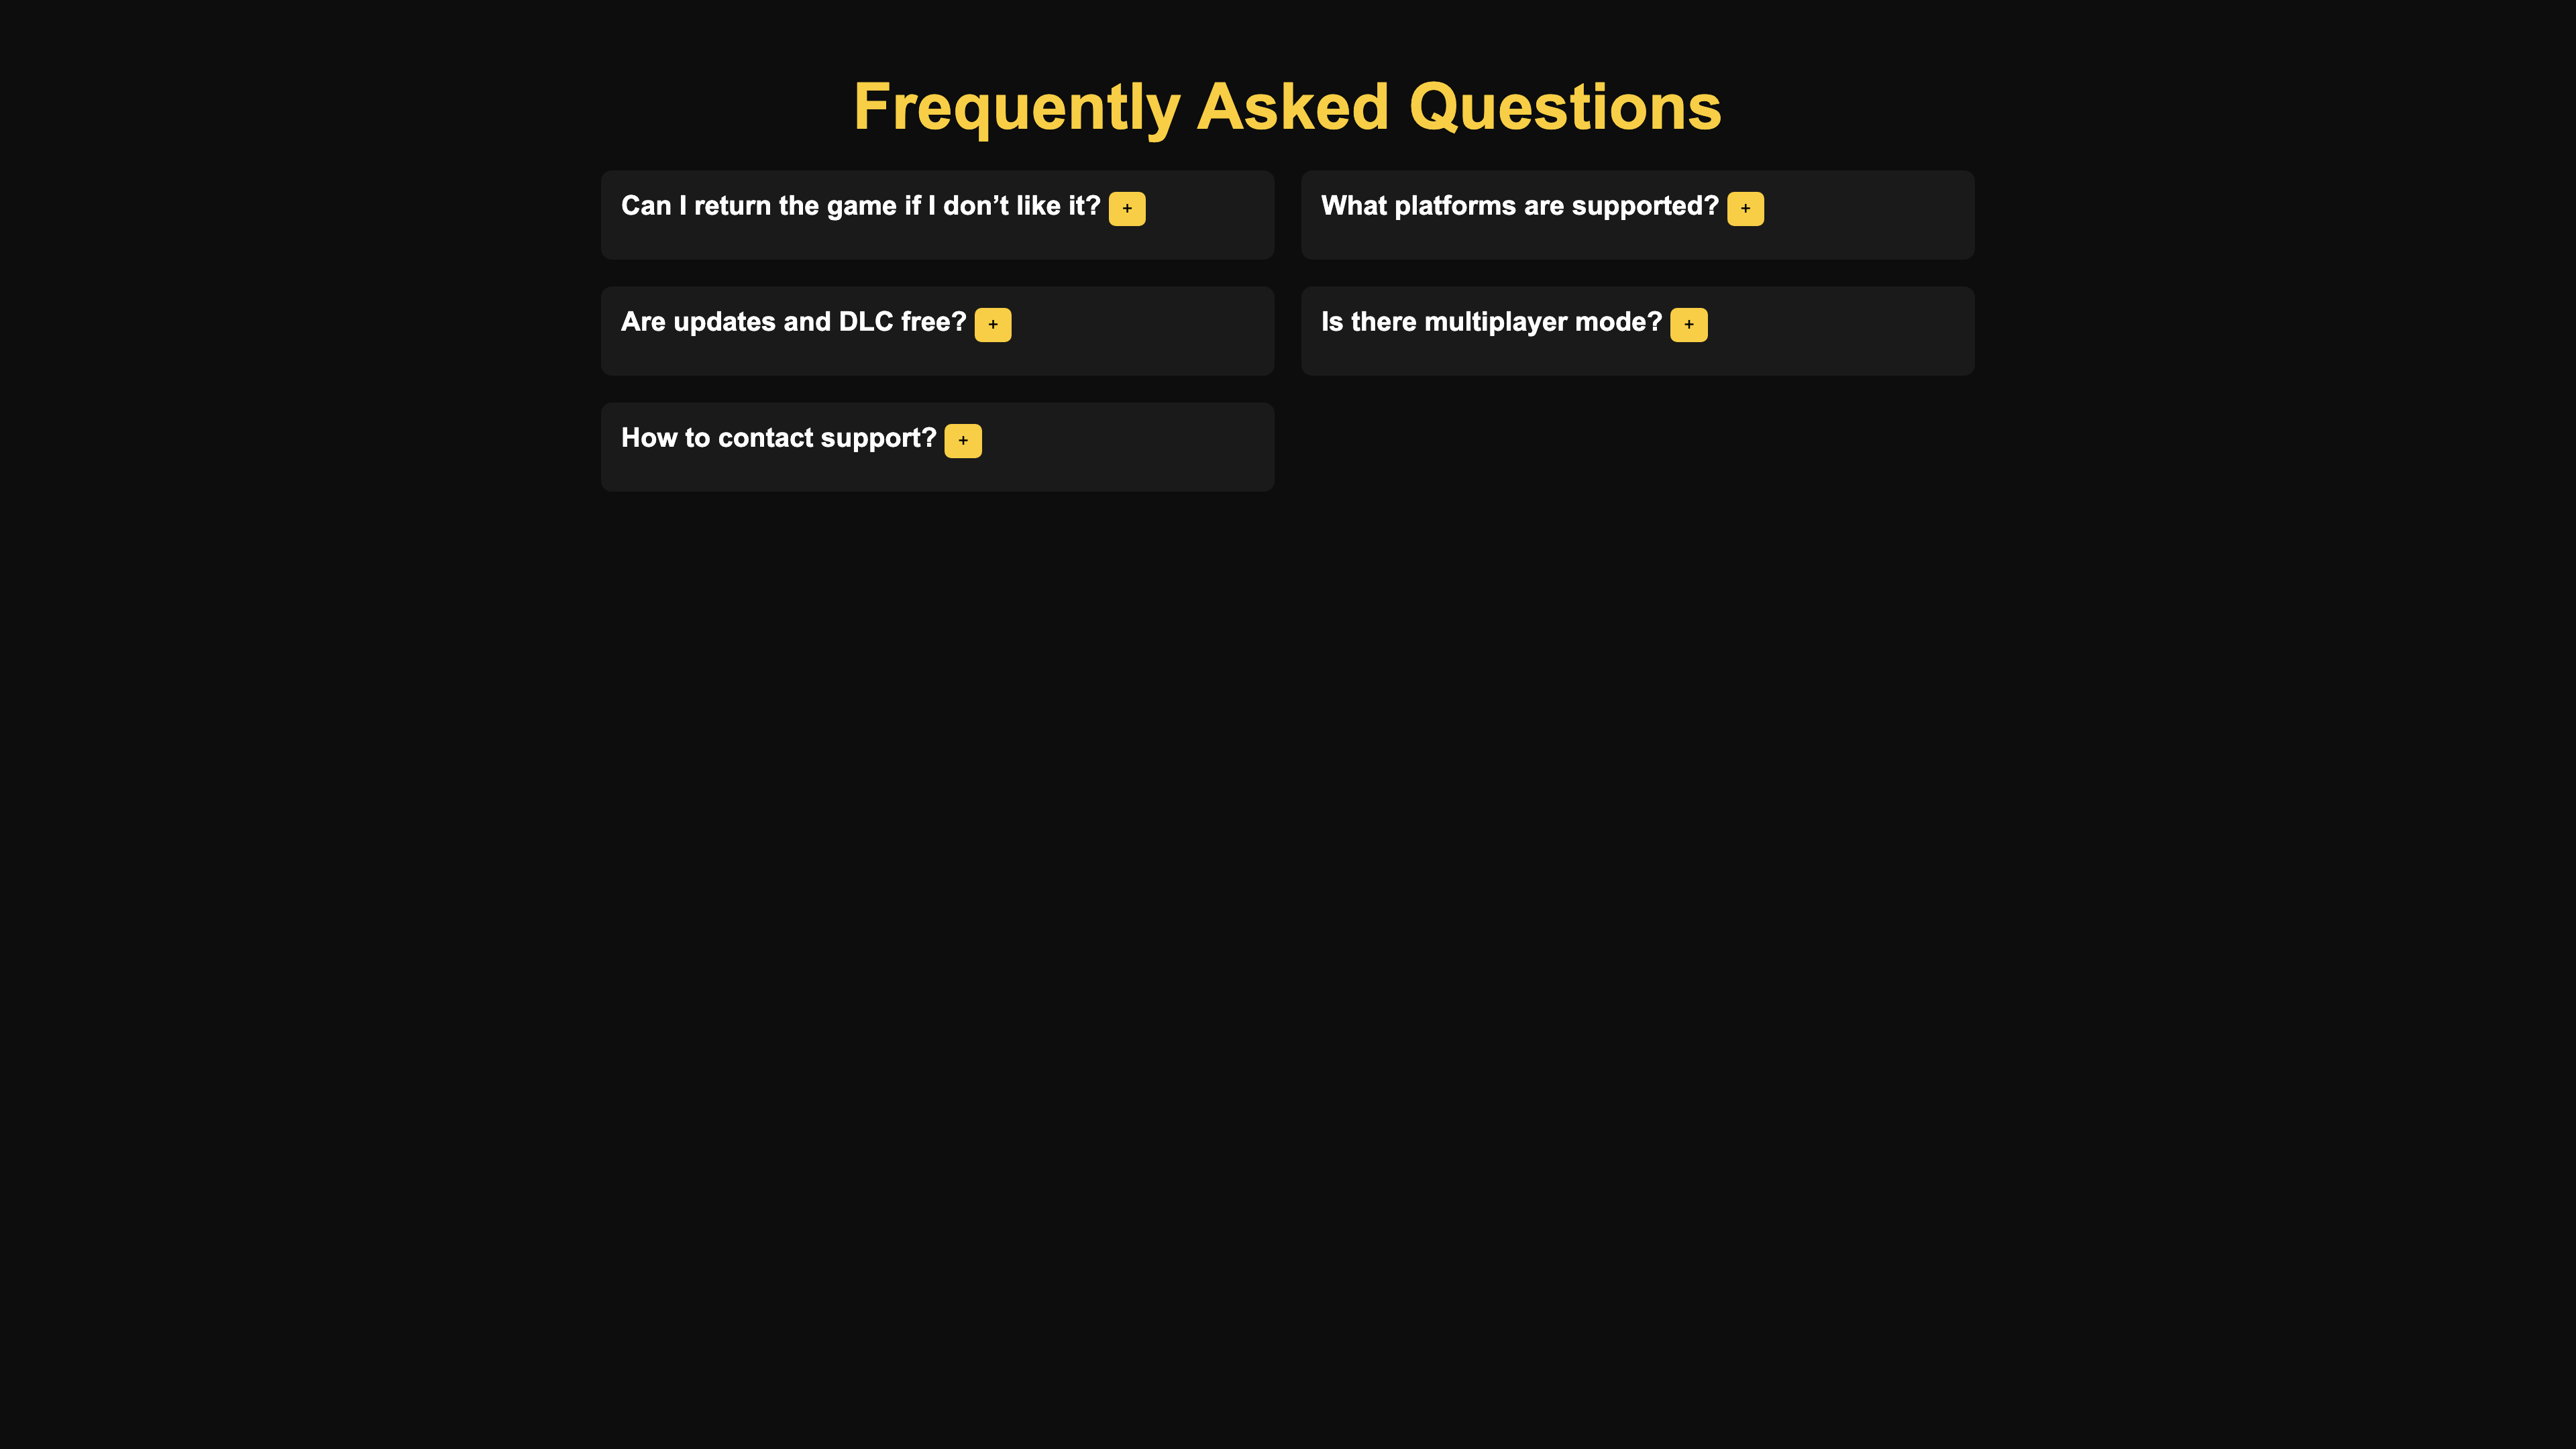 Frequently Asked Questions
Can I return the game if I don’t like it? +
What platforms are supported? +
Are updates and DLC free? +
Is there multiplayer mode? +
How to contact support? +